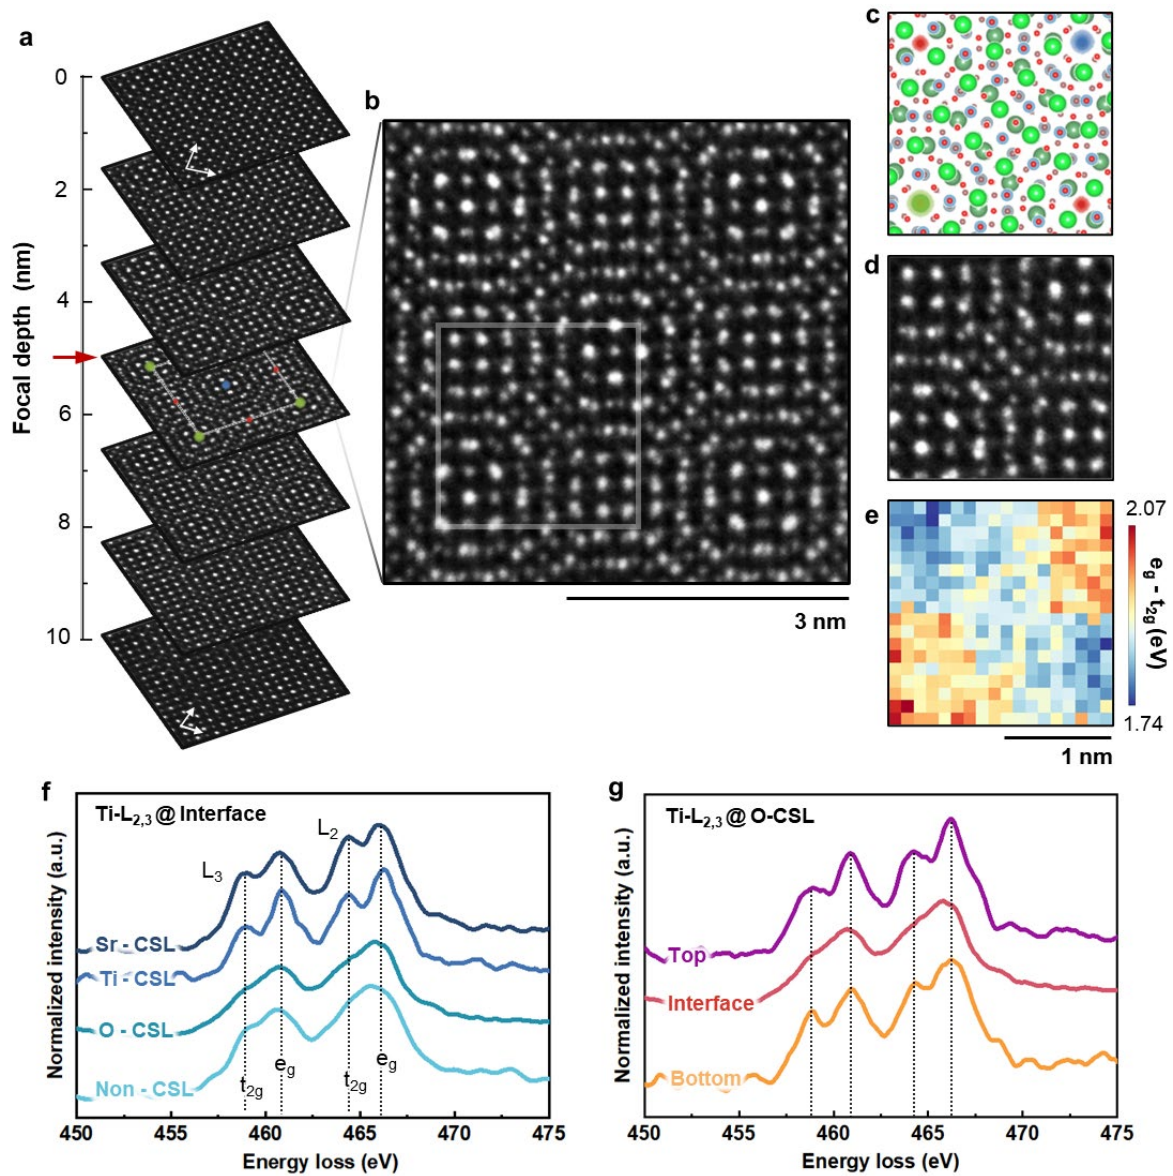 a
0
2
4
6
8
10
Focal depth (nm)
b
3 nm
c
d
e
2.07
e_g - t_2g (eV)
1.74
1 nm
f
Ti-L2,3 @ Interface
L3
L2
Sr - CSL
Ti - CSL
O - CSL
Non - CSL
t2g
eg
t2g
eg
Normalized intensity (a.u.)
450
455
460
465
470
475
Energy loss (eV)
g
Ti-L2,3 @ O-CSL
Top
Interface
Bottom
Normalized intensity (a.u.)
450
455
460
465
470
475
Energy loss (eV)